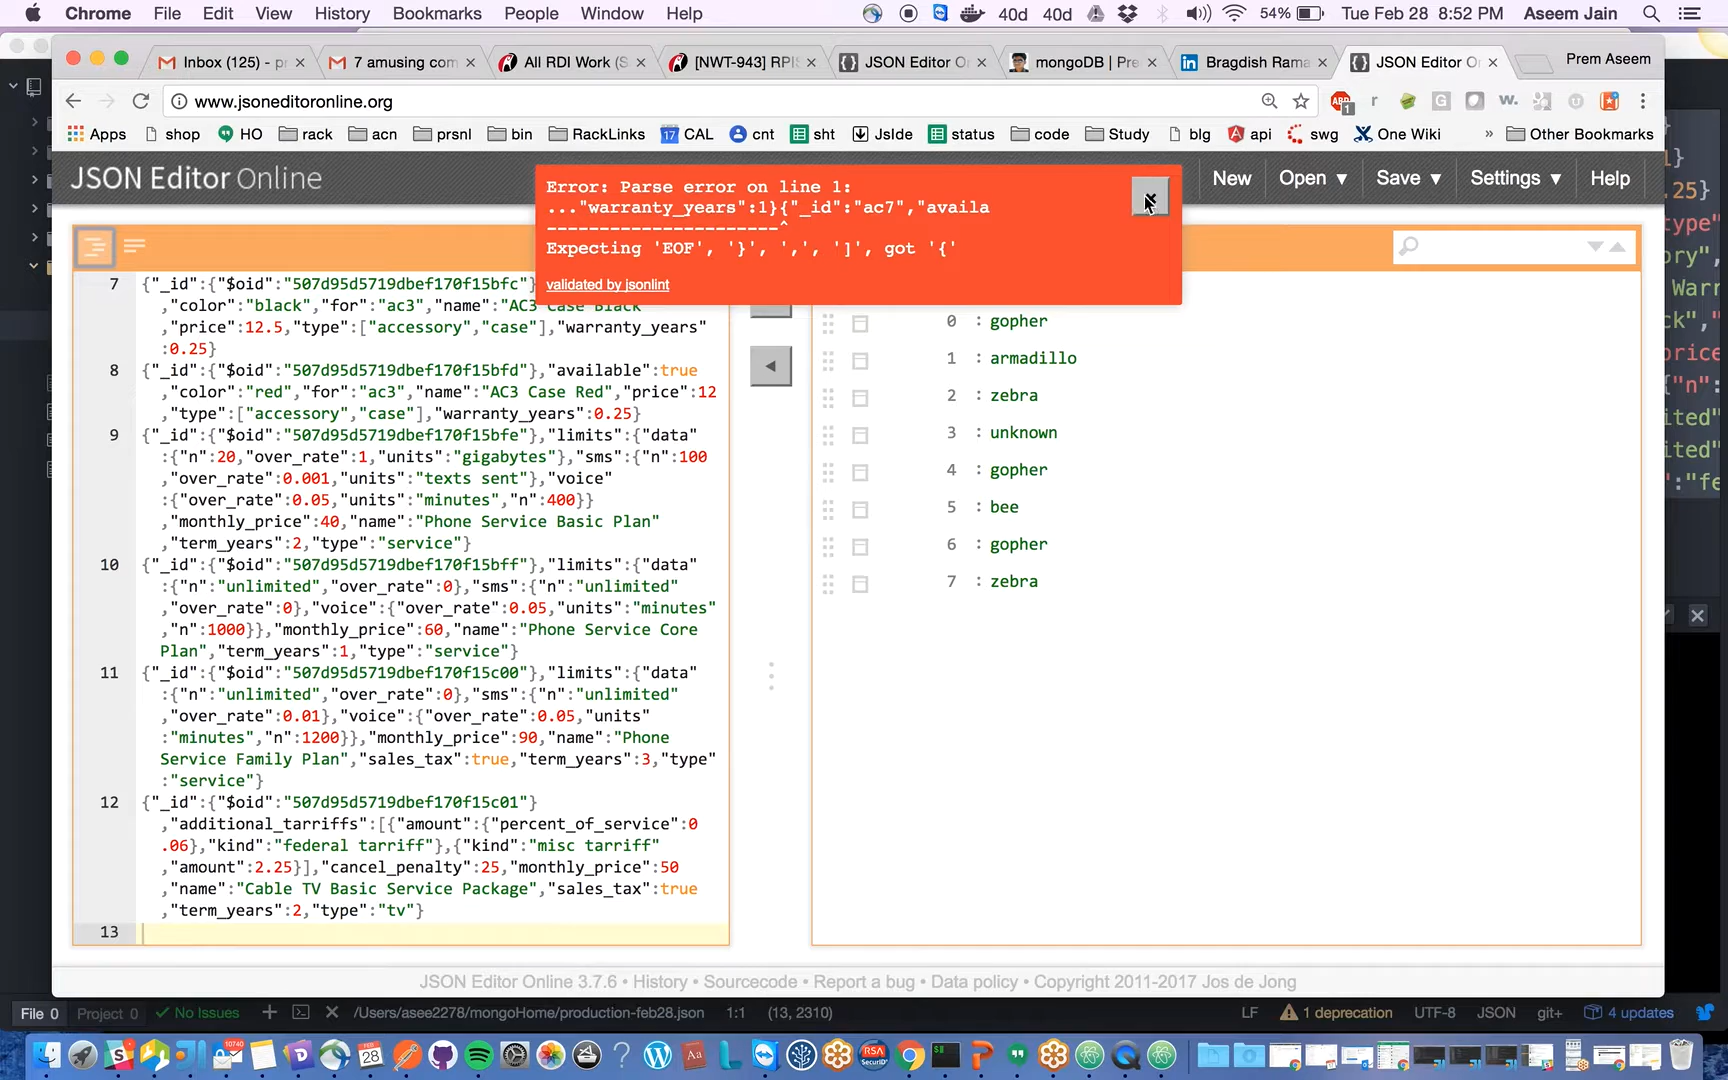 Chrome File Edit View History Bookmarks People Window Help 40d 40d 54% Tue Feb 28 8:52 PM Aseem Jain
Inbox (125) - pr 7 amusing com All RDI Work (S [NWT-943] RPIS JSON Editor O mongoDB | Pre Bragdish Rama JSON Editor O Prem Aseem
www.jsoneditoronline.org
Apps shop HO rack acn prsnl bin RackLinks CAL cnt sht JsIde status code Study blg api swg One Wiki » Other Bookmarks
JSON Editor Online
New Open ▼ Save ▼ Settings ▼ Help
Error: Parse error on line 1:
..."warranty_years":1}{"_id":"ac7","availa
----------------------^
Expecting 'EOF', '}', ',', ']', got '{'
validated by jsonlint
7 {"_id":{"$oid":"507d95d5719dbef170f15bfc"}
,"color":"black","for":"ac3","name":"AC3 Case Black
,"price":12.5,"type":["accessory","case"],"warranty_years"
:0.25}
8 {"_id":{"$oid":"507d95d5719dbef170f15bfd"},"available":true
,"color":"red","for":"ac3","name":"AC3 Case Red","price":12
,"type":["accessory","case"],"warranty_years":0.25}
9 {"_id":{"$oid":"507d95d5719dbef170f15bfe"},"limits":{"data"
:{"n":20,"over_rate":1,"units":"gigabytes"},"sms":{"n":100
,"over_rate":0.001,"units":"texts sent"},"voice"
:{"over_rate":0.05,"units":"minutes","n":400}}
,"monthly_price":40,"name":"Phone Service Basic Plan"
,"term_years":2,"type":"service"}
10 {"_id":{"$oid":"507d95d5719dbef170f15bff"},"limits":{"data"
:{"n":"unlimited","over_rate":0},"sms":{"n":"unlimited"
,"over_rate":0},"voice":{"over_rate":0.05,"units":"minutes"
,"n":1000}},"monthly_price":60,"name":"Phone Service Core
Plan","term_years":1,"type":"service"}
11 {"_id":{"$oid":"507d95d5719dbef170f15c00"},"limits":{"data"
:{"n":"unlimited","over_rate":0},"sms":{"n":"unlimited"
,"over_rate":0.01},"voice":{"over_rate":0.05,"units"
:"minutes","n":1200}},"monthly_price":90,"name":"Phone
Service Family Plan","sales_tax":true,"term_years":3,"type"
:"service"}
12 {"_id":{"$oid":"507d95d5719dbef170f15c01"}
,"additional_tarriffs":[{"amount":{"percent_of_service":0
.06},"kind":"federal tarriff"},{"kind":"misc tarriff"
,"amount":2.25}],"cancel_penalty":25,"monthly_price":50
,"name":"Cable TV Basic Service Package","sales_tax":true
,"term_years":2,"type":"tv"}
13
0 : gopher
1 : armadillo
2 : zebra
3 : unknown
4 : gopher
5 : bee
6 : gopher
7 : zebra
JSON Editor Online 3.7.6 • History • Sourcecode • Report a bug • Data policy • Copyright 2011-2017 Jos de Jong
File 0 Project 0 No Issues /Users/asee2278/mongoHome/production-feb28.json 1:1 (13, 2310) LF 1 deprecation UTF-8 JSON git+ 4 updates